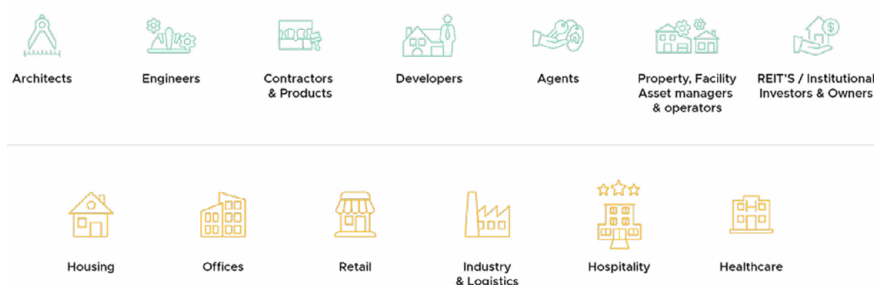 Architects
Engineers
Contractors
& Products
Developers
Agents
Property, Facility
Asset managers
& operators
REIT'S / Institutional
Investors & Owners
Housing
Offices
Retail
Industry
& Logistics
Hospitality
Healthcare